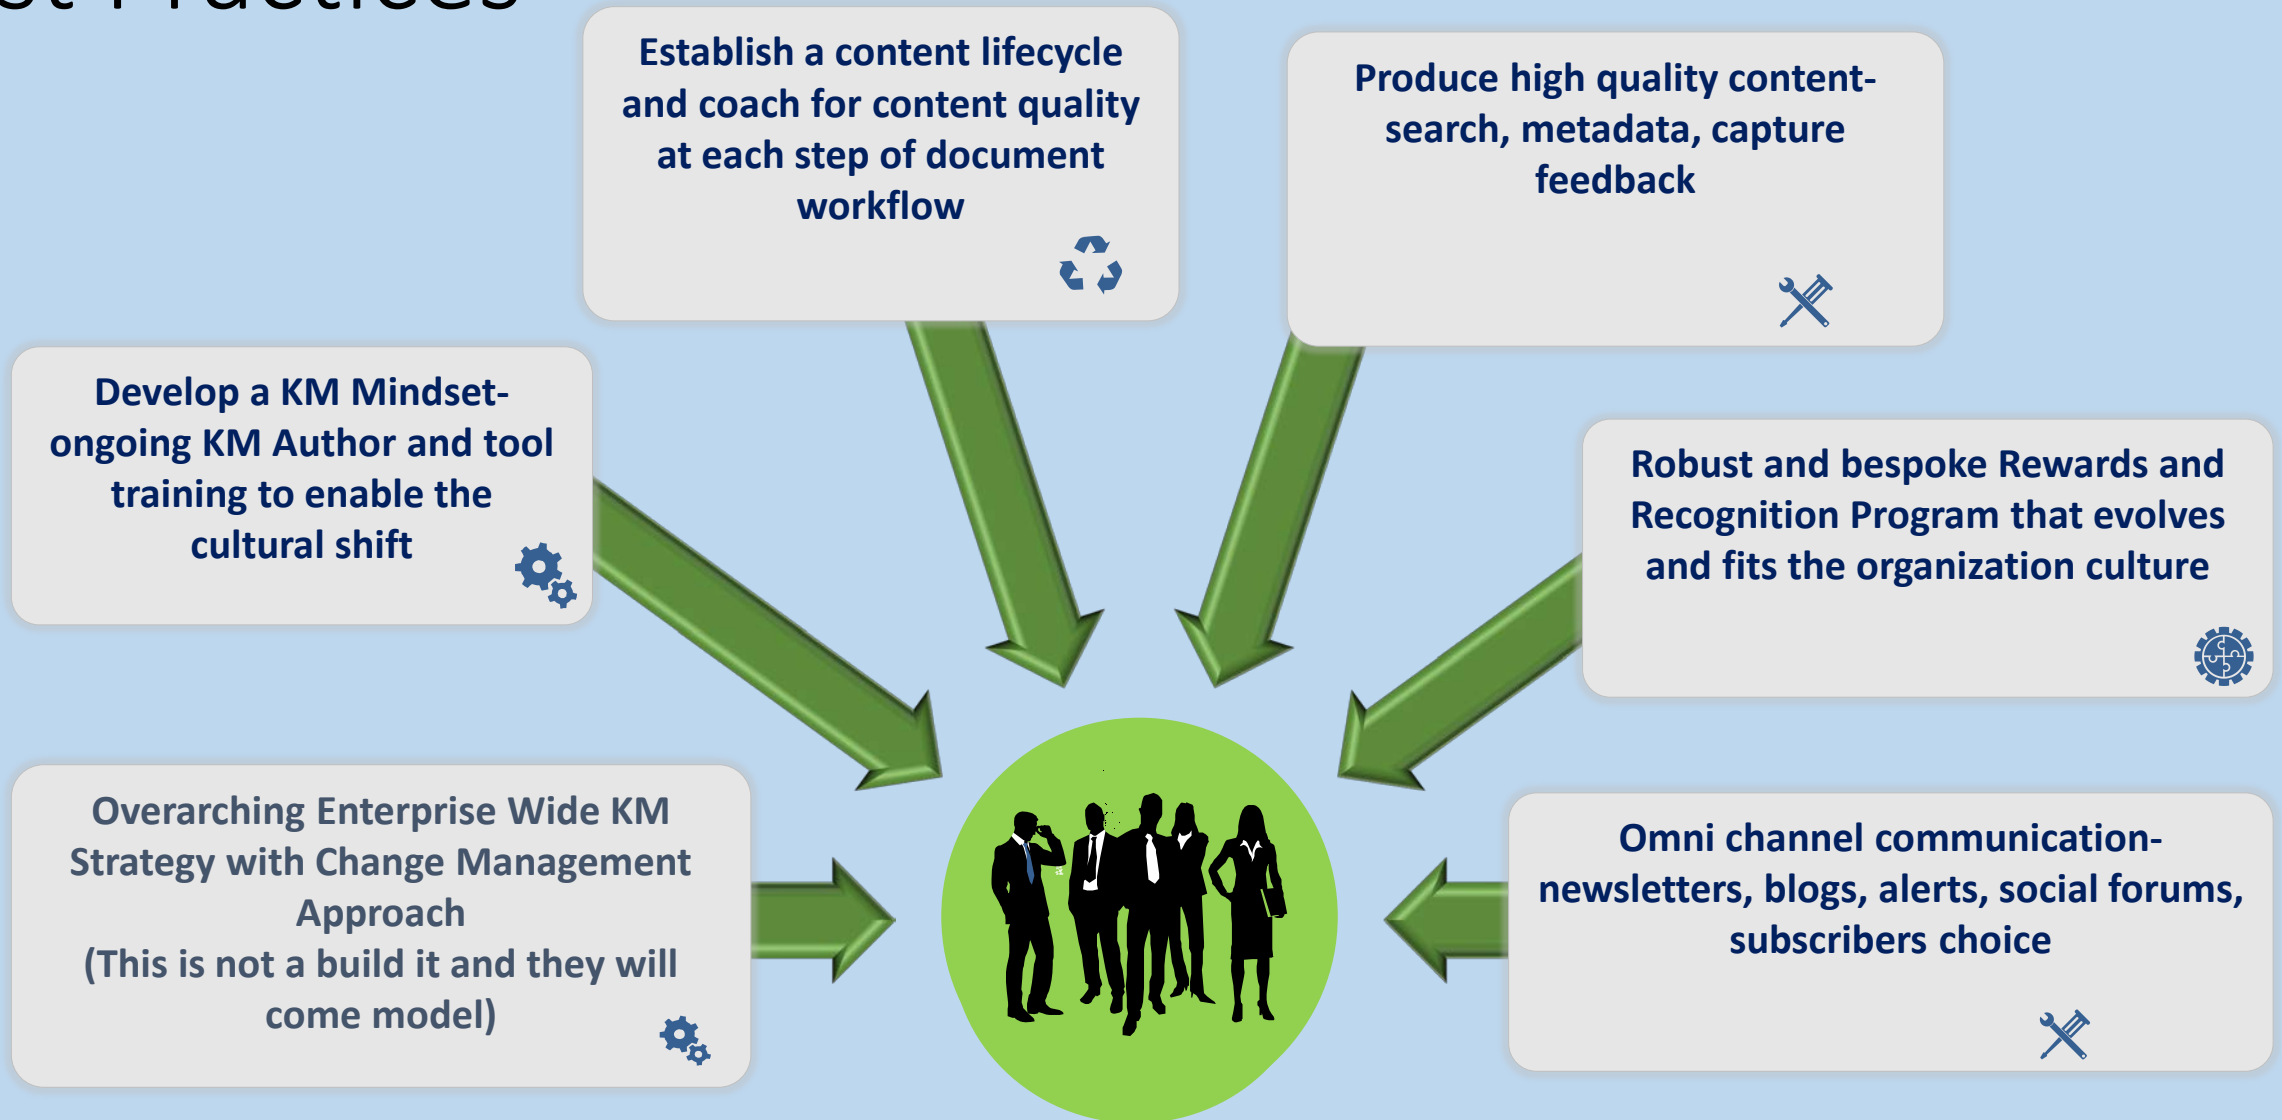 Practices
Establish a content lifecycle
and coach for content quality
at each step of document
workflow
Produce high quality content-
search, metadata, capture
feedback
Develop a KM Mindset-
ongoing KM Author and tool
training to enable the
cultural shift
Robust and bespoke Rewards and
Recognition Program that evolves
and fits the organization culture
Overarching Enterprise Wide KM
Strategy with Change Management
Approach
(This is not a build it and they will
come model)
Omni channel communication-
newsletters, blogs, alerts, social forums,
subscribers choice